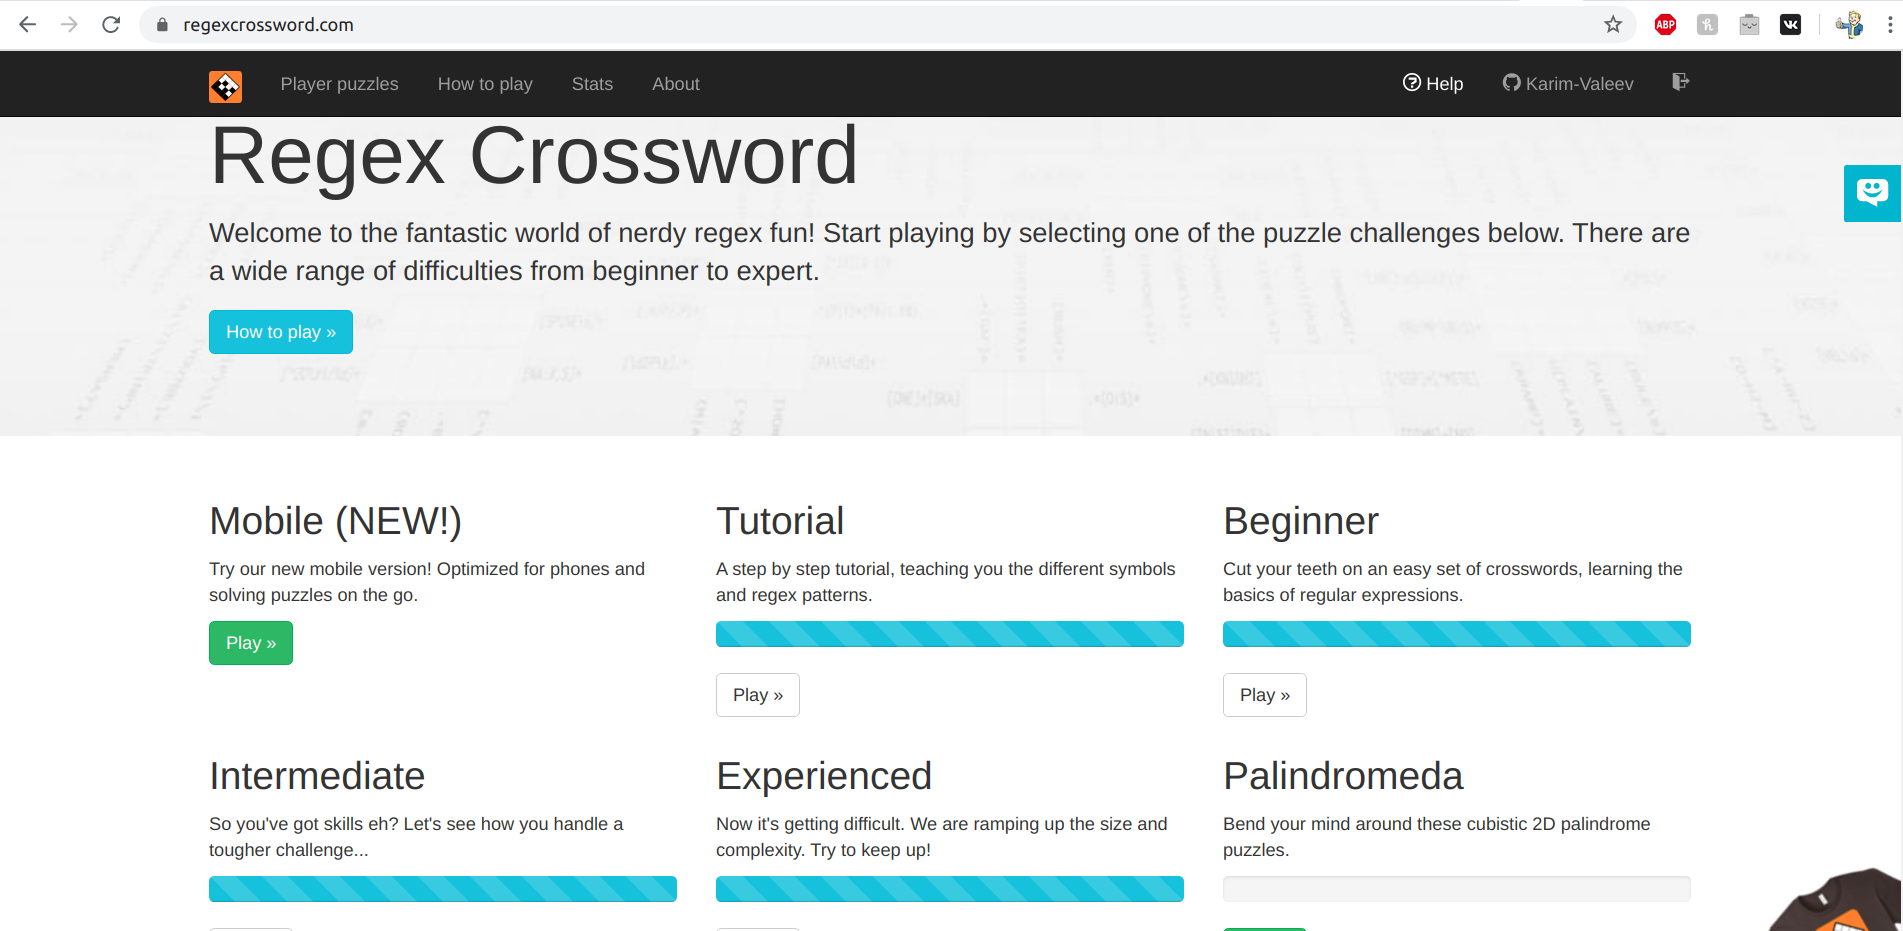 regexcrossword.com
ABP
Player puzzles How to play Stats About Help Karim-Valeev
Regex Crossword
Welcome to the fantastic world of nerdy regex fun! Start playing by selecting one of the puzzle challenges below. There are
a wide range of difficulties from beginner to expert.
How to play »
Mobile (NEW!)
Try our new mobile version! Optimized for phones and
solving puzzles on the go.
Play »
Tutorial
A step by step tutorial, teaching you the different symbols
and regex patterns.
Play »
Beginner
Cut your teeth on an easy set of crosswords, learning the
basics of regular expressions.
Play »
Intermediate
So you've got skills eh? Let's see how you handle a
tougher challenge...
Experienced
Now it's getting difficult. We are ramping up the size and
complexity. Try to keep up!
Palindromeda
Bend your mind around these cubistic 2D palindrome
puzzles.